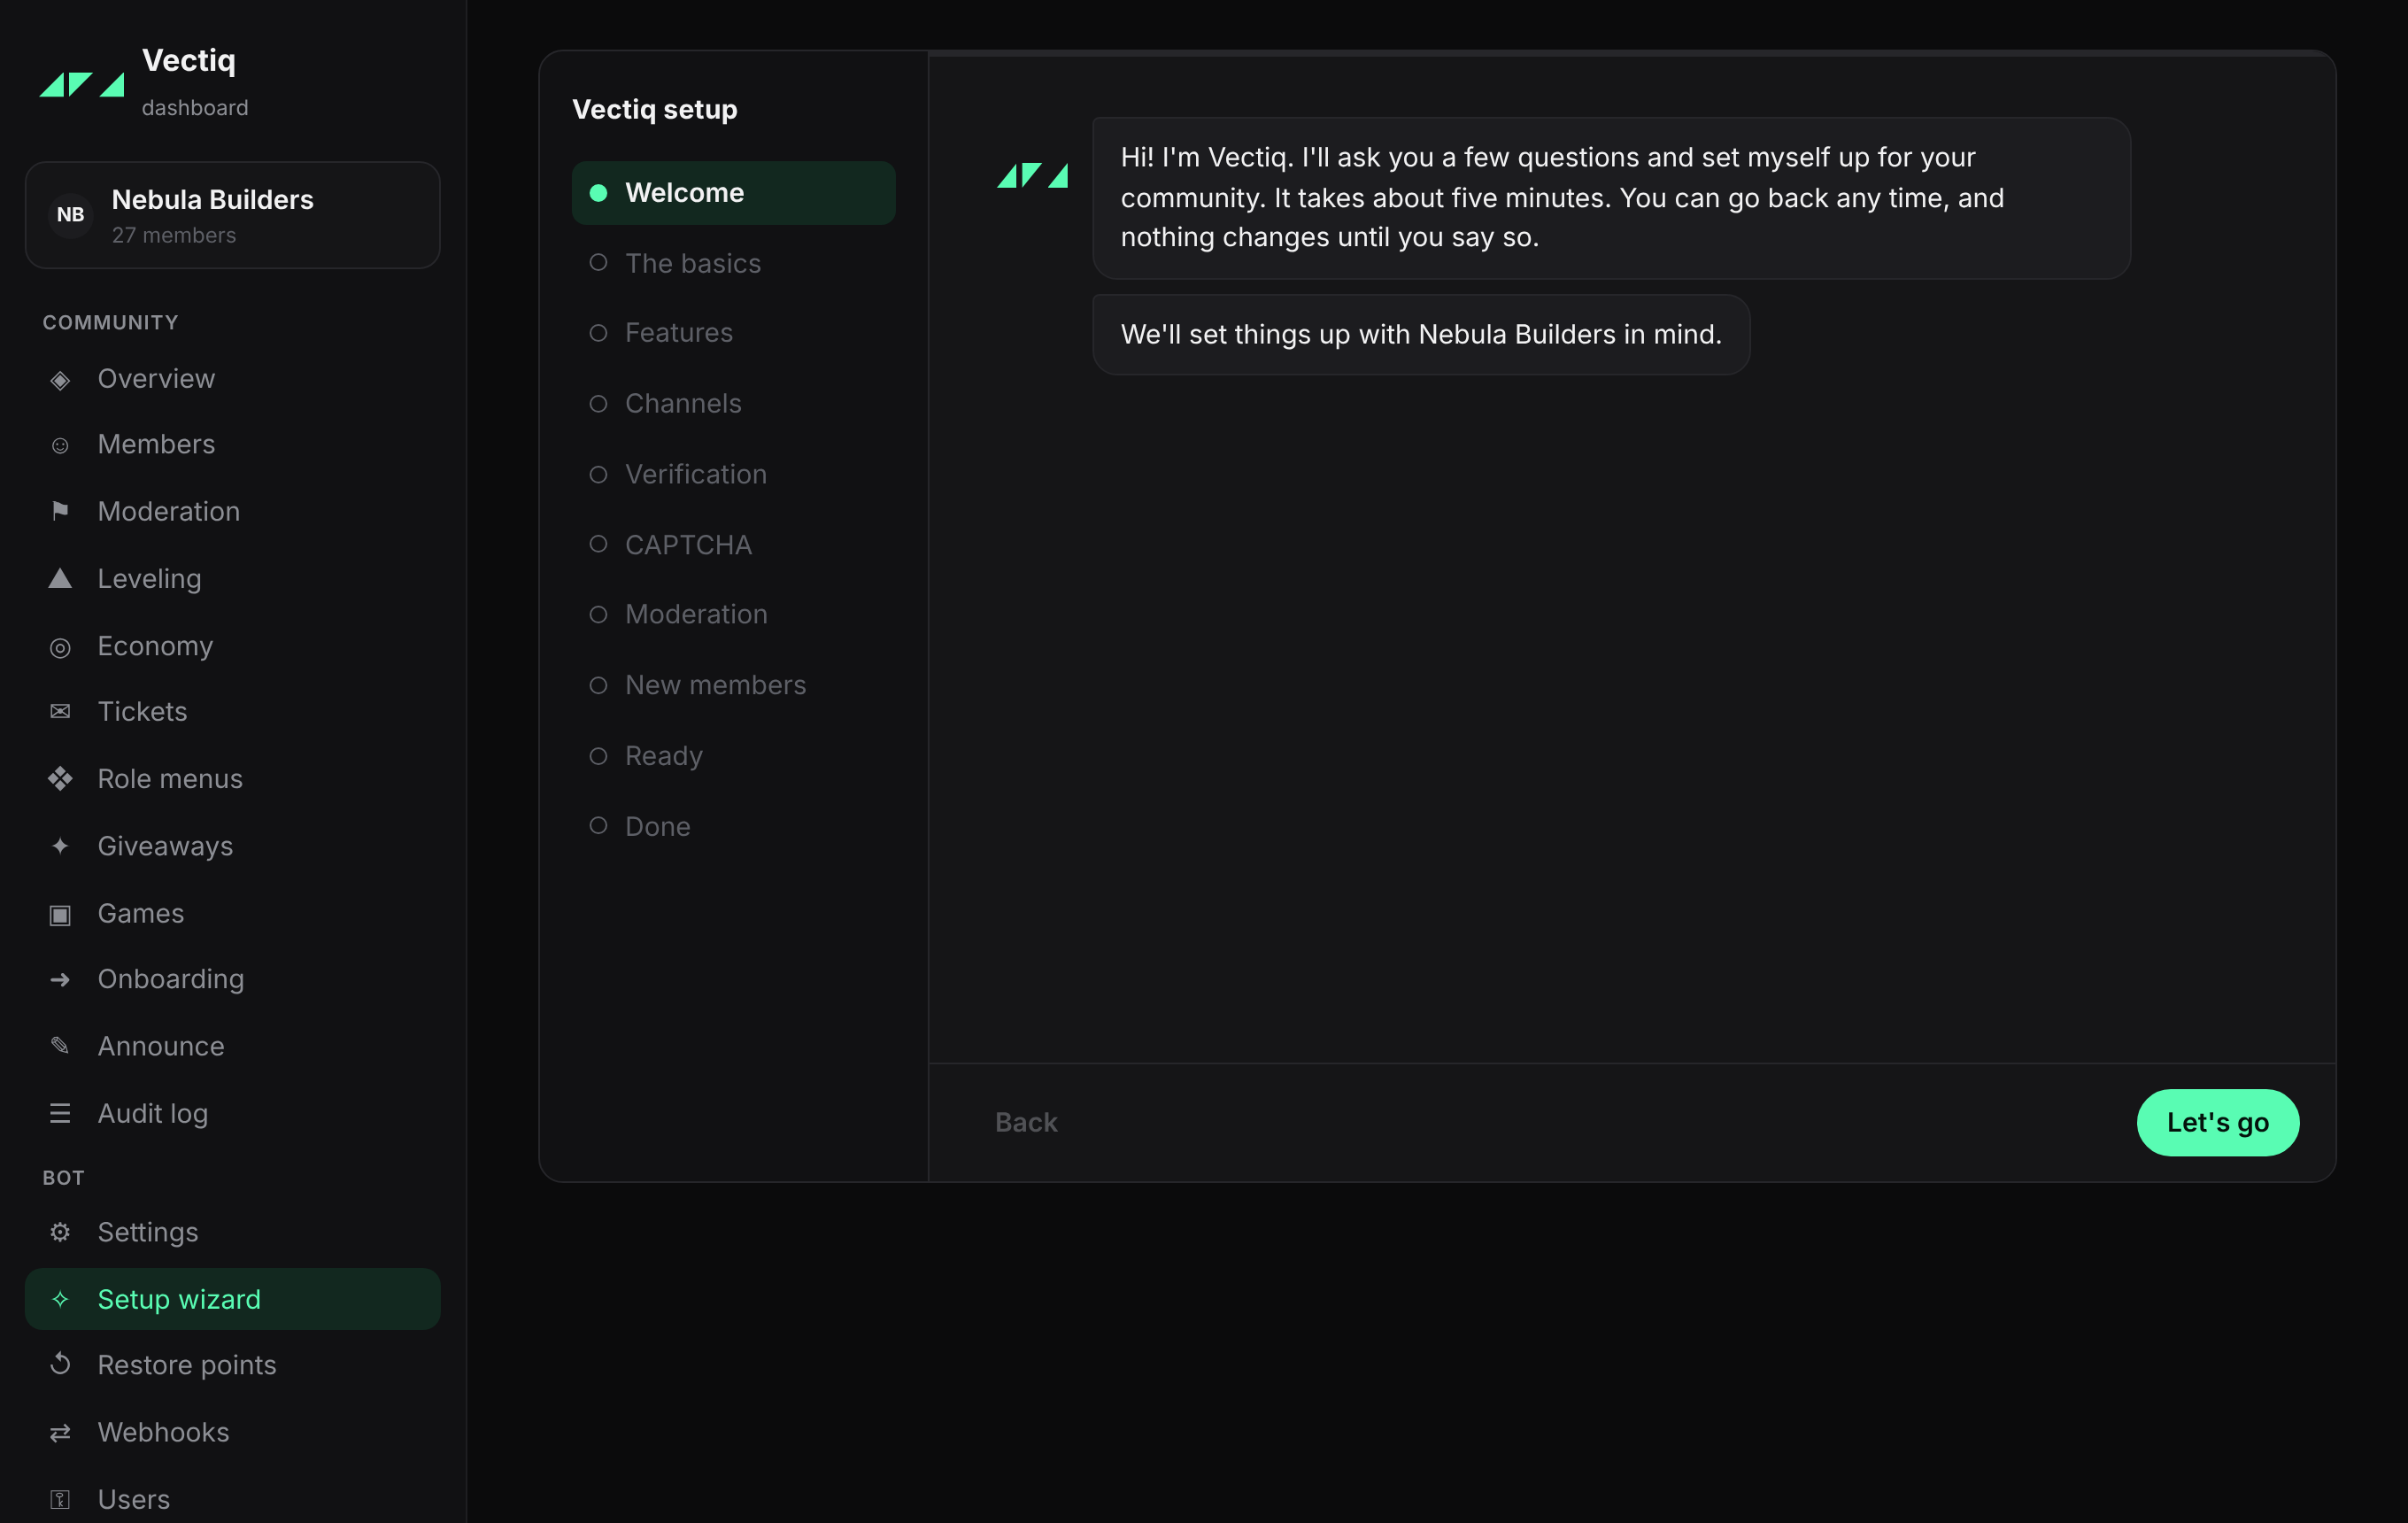 Vectiq
dashboard
NB
Nebula Builders
27 members
COMMUNITY
Overview
Members
Moderation
Leveling
Economy
Tickets
Role menus
Giveaways
Games
Onboarding
Announce
Audit log
BOT
Settings
Setup wizard
Restore points
Webhooks
Users
Vectiq setup
Welcome
The basics
Features
Channels
Verification
CAPTCHA
Moderation
New members
Ready
Done
Hi! I'm Vectiq. I'll ask you a few questions and set myself up for your
community. It takes about five minutes. You can go back any time, and
nothing changes until you say so.
We'll set things up with Nebula Builders in mind.
Back
Let's go